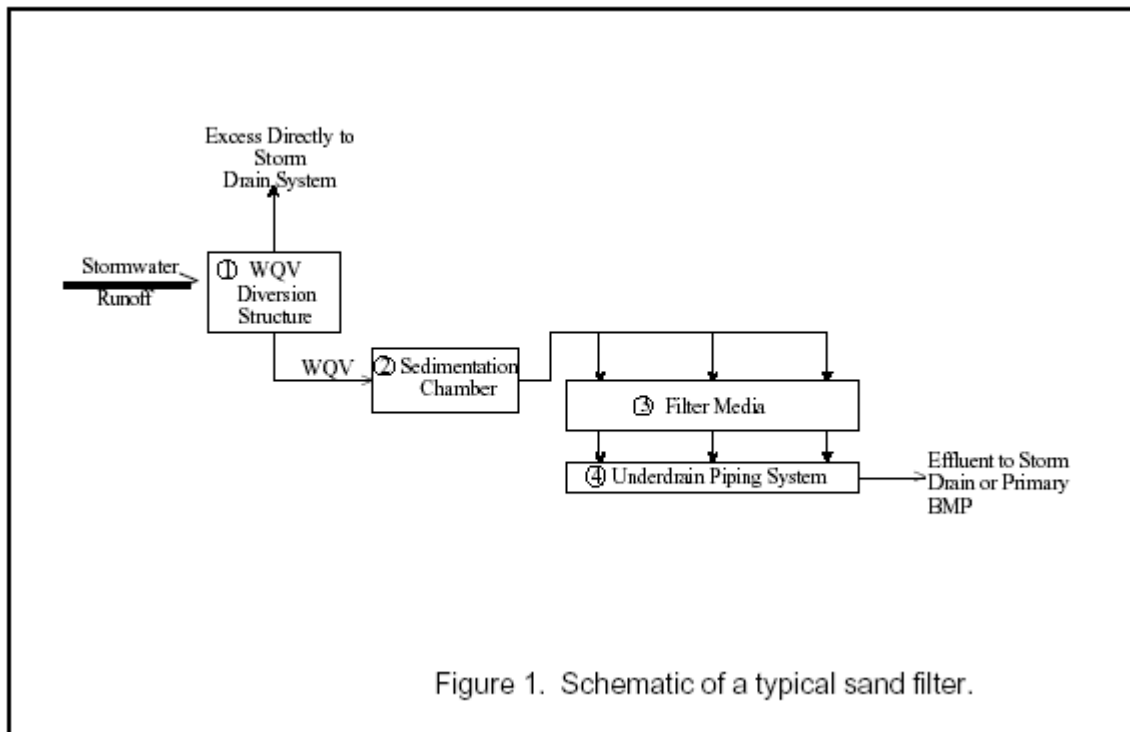 Excess Directly to
Storm
Drain System
Stormwater
Runoff
① WQV
Diversion
Structure
WQV
② Sedimentation
Chamber
③ Filter Media
④ Underdrain Piping System
Effluent to Storm
Drain or Primary
BMP
Figure 1. Schematic of a typical sand filter.